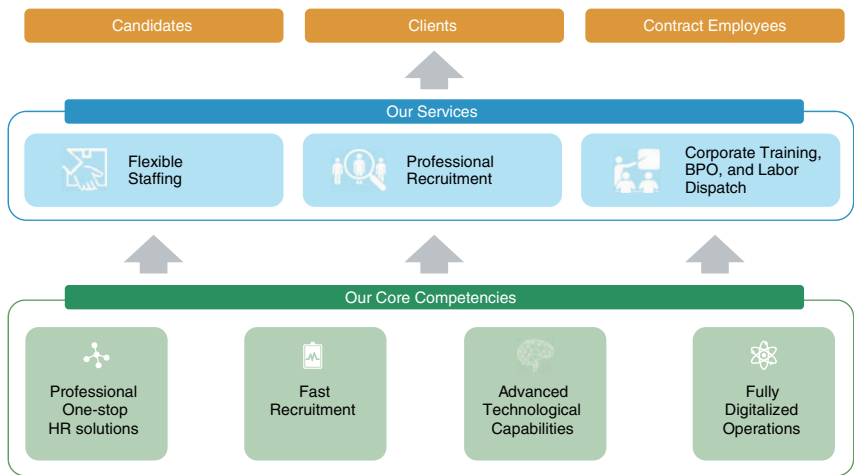 Candidates
Clients
Contract Employees
Our Services
Flexible
Staffing
Professional
Recruitment
Corporate Training,
BPO, and Labor
Dispatch
Our Core Competencies
Professional
One-stop
HR solutions
Fast
Recruitment
Advanced
Technological
Capabilities
Fully
Digitalized
Operations